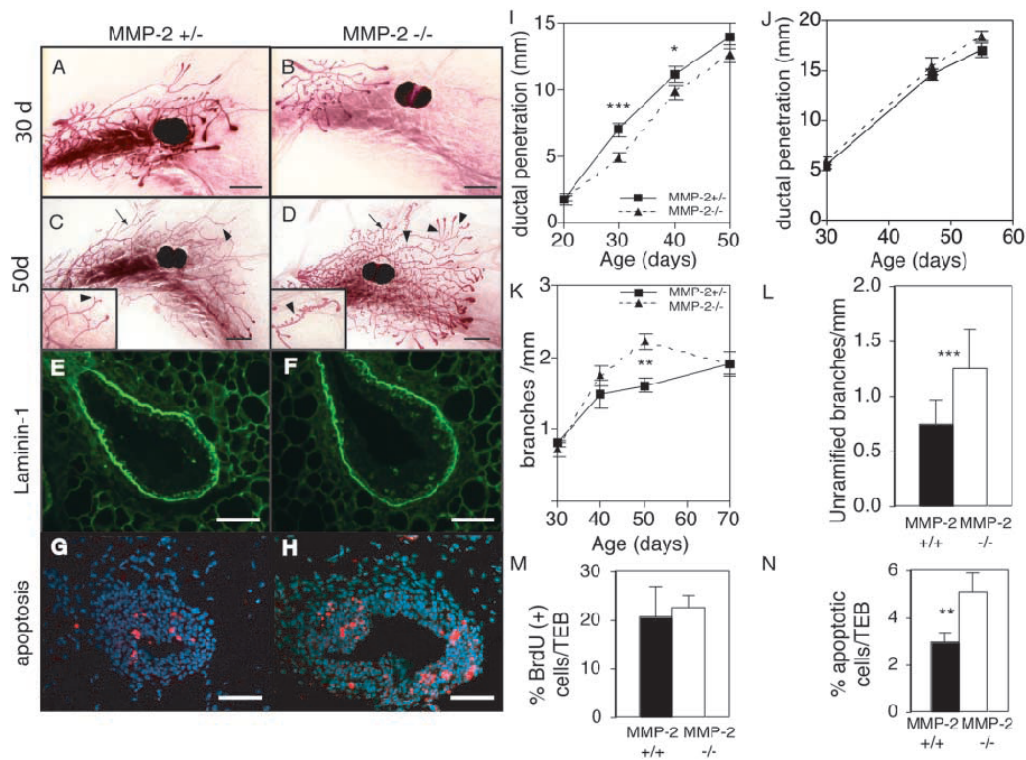 MMP-2 +/-
MMP-2 -/-
30 d
50d
Laminin-1
apoptosis
A
B
C
D
E
F
G
H
I
ductal penetration (mm)
15
10
5
0
***
*
MMP-2+/-
MMP-2-/-
20
30
40
50
Age (days)
J
ductal penetration (mm)
20
15
10
5
0
30
40
50
60
Age (days)
K
branches /mm
3
2
1
**
MMP-2+/-
MMP-2-/-
30
40
50
60
70
Age (days)
L
Unramified branches/mm
2.0
1.5
1.0
0.5
0.0
***
MMP-2 MMP-2
+/+ -/-
M
% BrdU (+)
cells/TEB
30
20
10
0
MMP-2 MMP-2
+/+ -/-
N
% apoptotic
cells/TEB
6
4
2
0
**
MMP-2 MMP-2
+/+ -/-